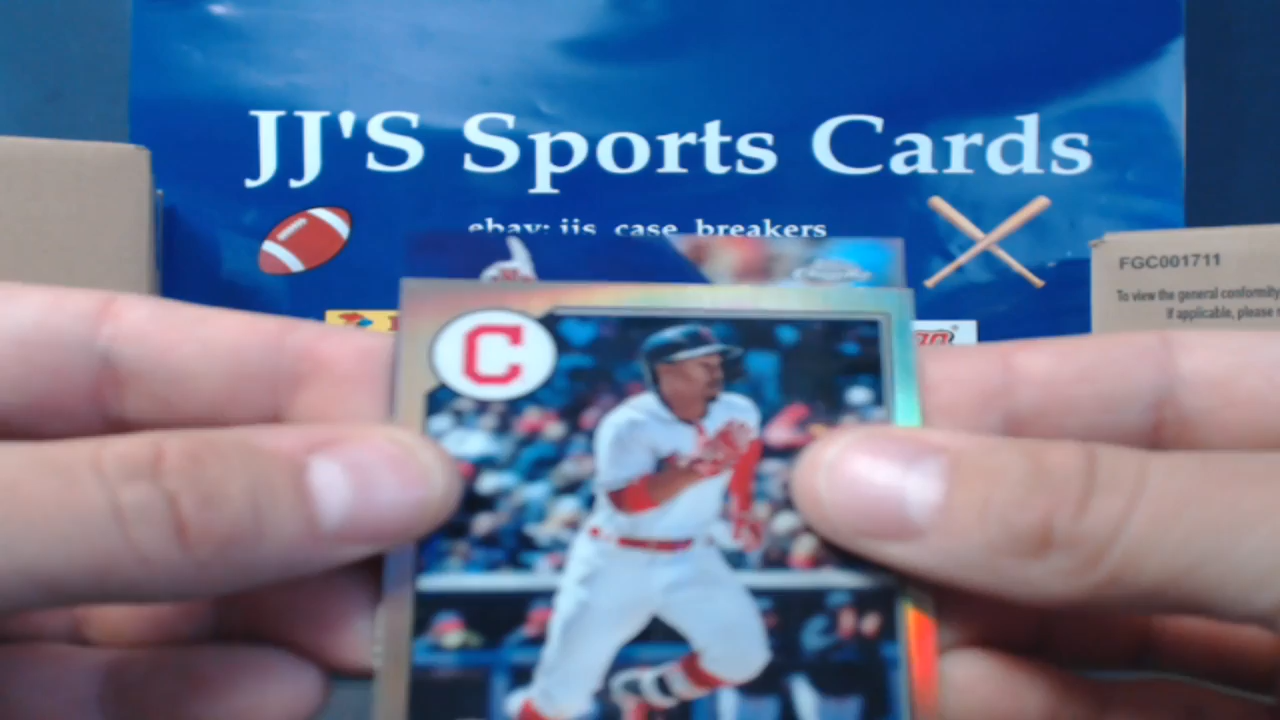 JJ'S Sports Cards
ebay: jjs_case_breakers
C
FGC001711
To view the general conformity
if applicable, please